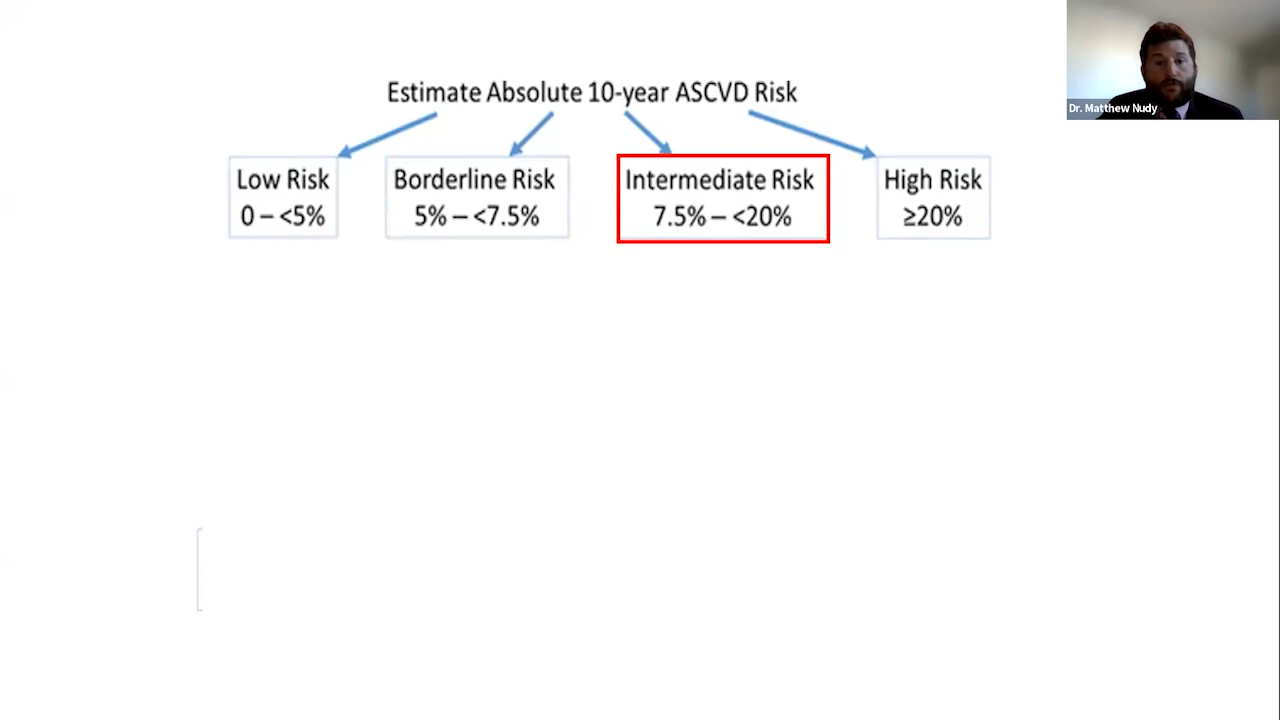 Estimate Absolute 10-year ASCVD Risk
Low Risk
0 – <5%
Borderline Risk
5% – <7.5%
Intermediate Risk
7.5% – <20%
High Risk
≥20%
Dr. Matthew Nudy